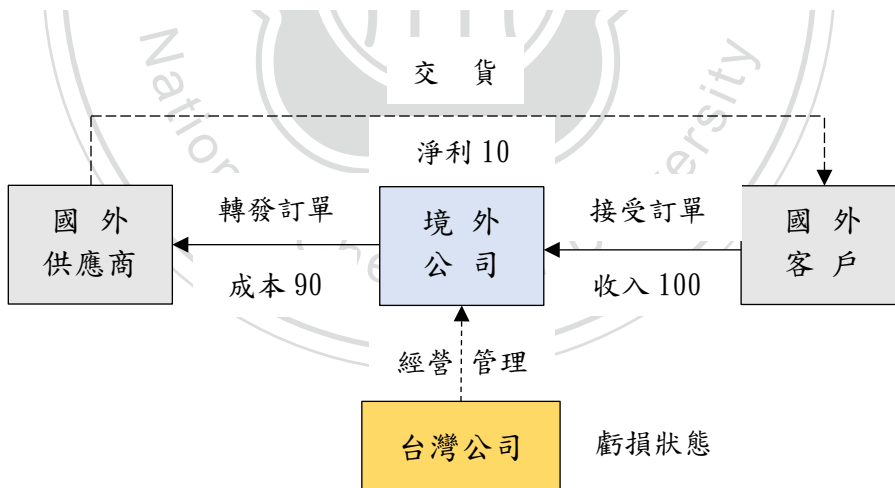 交 貨
淨利 10
國 外
供應商
轉發訂單
成本 90
境 外
公 司
接受訂單
收入 100
國 外
客 戶
經營 管理
台灣公司
虧損狀態